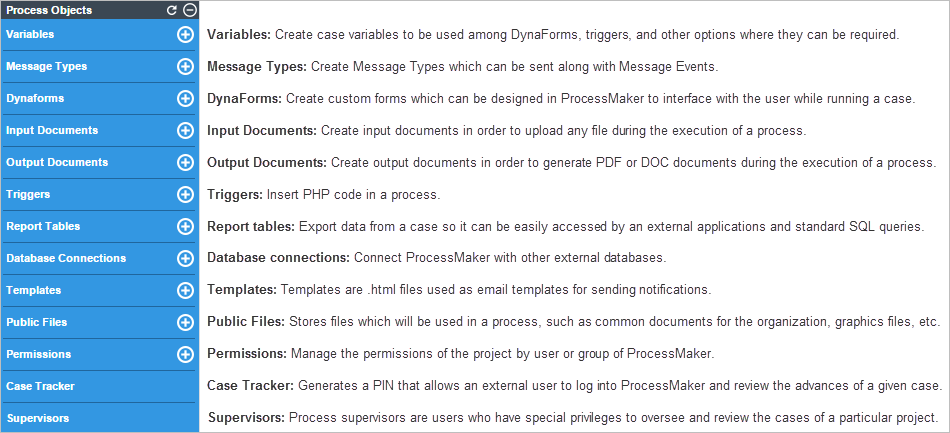 Process Objects
Variables
Variables: Create case variables to be used among DynaForms, triggers, and other options where they can be required.
Message Types
Message Types: Create Message Types which can be sent along with Message Events.
Dynaforms
DynaForms: Create custom forms which can be designed in ProcessMaker to interface with the user while running a case.
Input Documents
Input Documents: Create input documents in order to upload any file during the execution of a process.
Output Documents
Output Documents: Create output documents in order to generate PDF or DOC documents during the execution of a process.
Triggers
Triggers: Insert PHP code in a process.
Report Tables
Report tables: Export data from a case so it can be easily accessed by an external applications and standard SQL queries.
Database Connections
Database connections: Connect ProcessMaker with other external databases.
Templates
Templates: Templates are .html files used as email templates for sending notifications.
Public Files
Public Files: Stores files which will be used in a process, such as common documents for the organization, graphics files, etc.
Permissions
Permissions: Manage the permissions of the project by user or group of ProcessMaker.
Case Tracker
Case Tracker: Generates a PIN that allows an external user to log into ProcessMaker and review the advances of a given case.
Supervisors
Supervisors: Process supervisors are users who have special privileges to oversee and review the cases of a particular project.